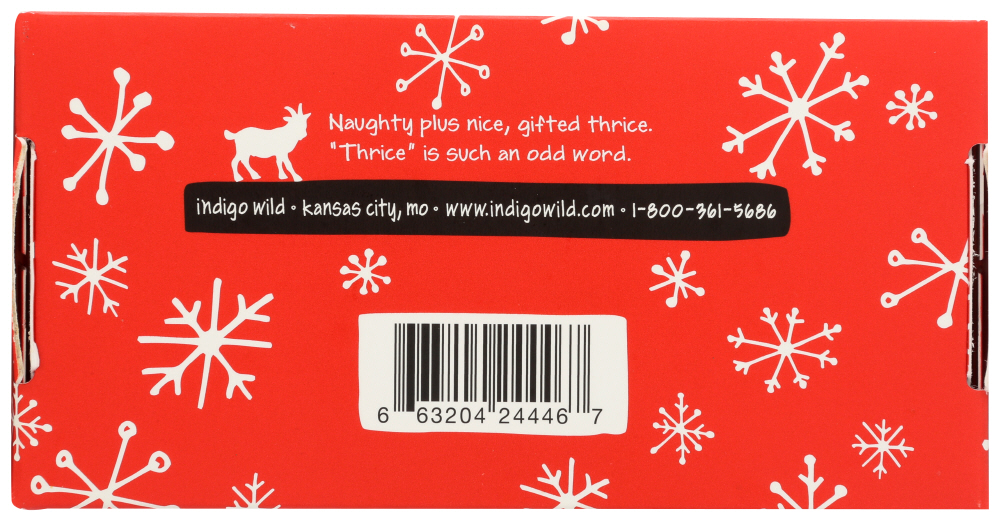 Naughty plus nice, gifted thrice.
"Thrice" is such an odd word.
indigo wild • kansas city, mo • www.indigowild.com • 1-800-361-5686
6 63204 24446 7